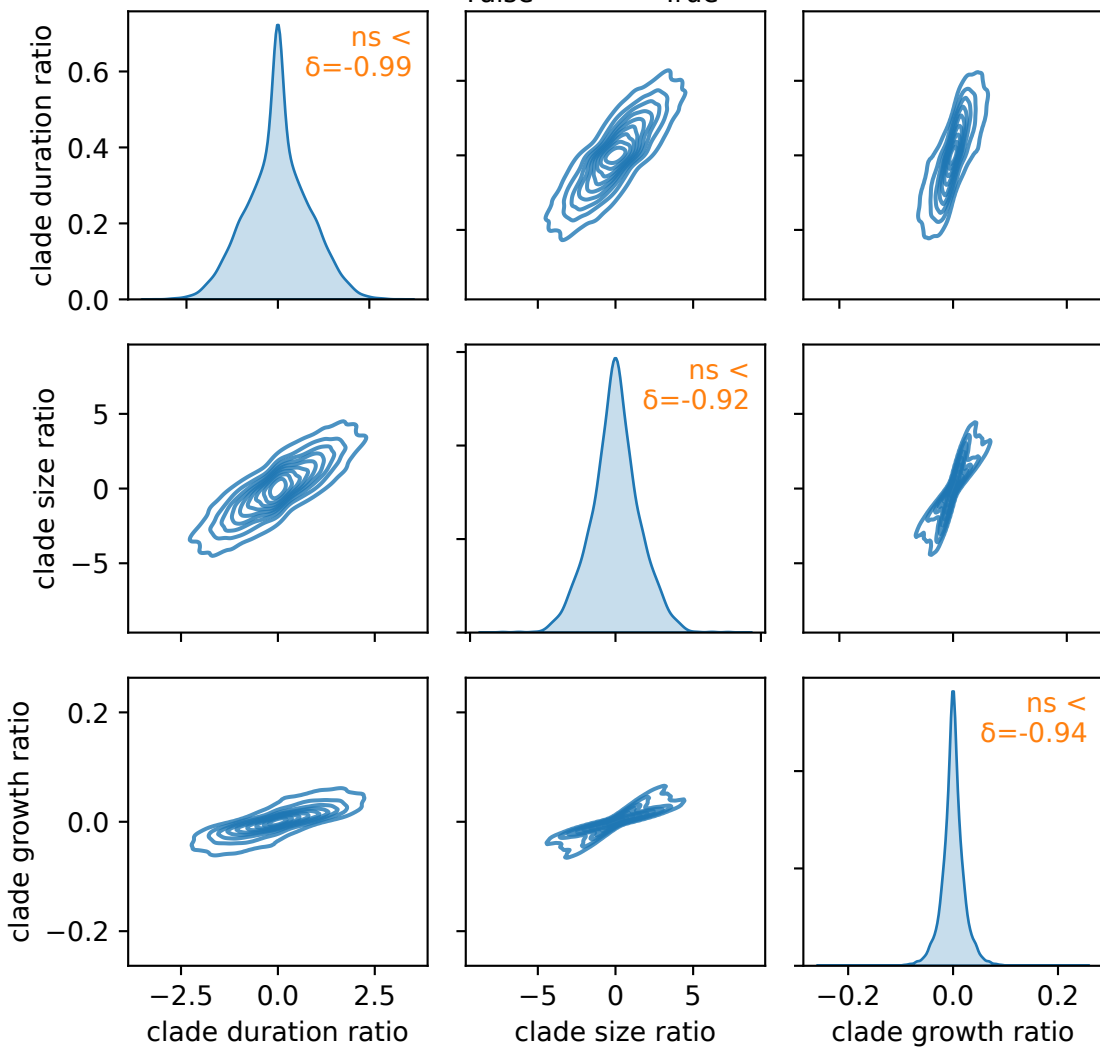 clade duration ratio
0.6
0.4
0.2
0.0
ns <
δ=-0.99
ns <
δ=-0.92
clade size ratio
5
0
−5
ns <
δ=-0.94
clade growth ratio
0.2
0.0
−0.2
−2.5 0.0 2.5
clade duration ratio
−5 0 5
clade size ratio
−0.2 0.0 0.2
clade growth ratio